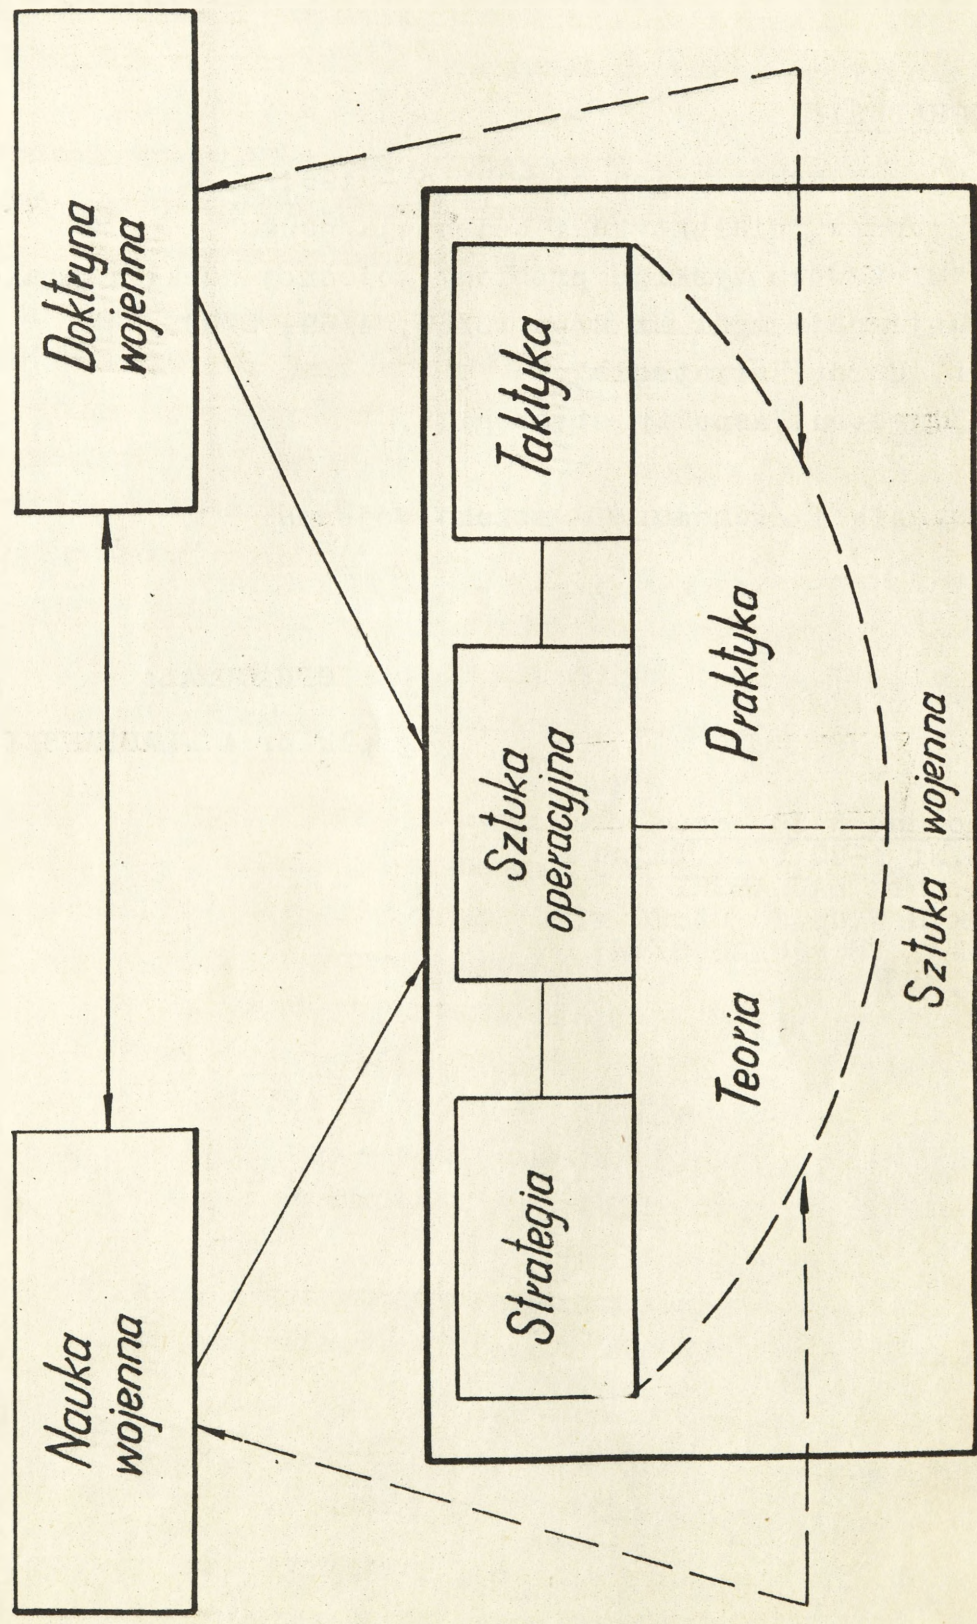 Nauka
wojenna
Doktryna
wojenna
Strategia
Sztuka
operacyjna
Taktyka
Teoria
Praktyka
Sztuka wojenna